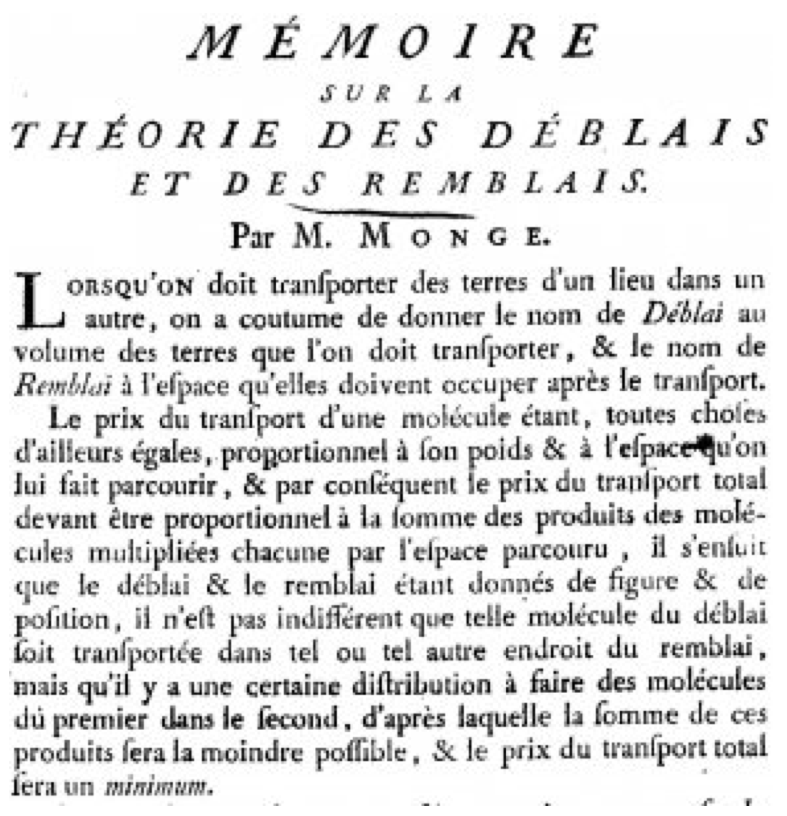 MÉMOIRE
SUR LA
THÉORIE DES DÉBLAIS
ET DES REMBLAIS.
Par M. MONGE.
LORSQU'ON doit tranſporter des terres d'un lieu dans un
autre, on a coutume de donner le nom de Déblai au
volume des terres que l'on doit tranſporter, & le nom de
Remblai à l'eſpace qu'elles doivent occuper après le tranſport.
Le prix du tranſport d'une molécule étant, toutes choſes
d'ailleurs égales, proportionnel à ſon poids & à l'eſpace qu'on
lui fait parcourir, & par conſéquent le prix du tranſport total
devant être proportionnel à la ſomme des produits des molé-
cules multipliées chacune par l'eſpace parcouru, il s'enſuit
que le déblai & le remblai étant donnés de figure & de
poſition, il n'eſt pas indifférent que telle molécule du déblai
ſoit tranſportée dans tel ou tel autre endroit du remblai,
mais qu'il y a une certaine diſtribution à faire des molécules
du premier dans le ſecond, d'après laquelle la ſomme de ces
produits ſera la moindre poſſible, & le prix du tranſport total
ſera un minimum.